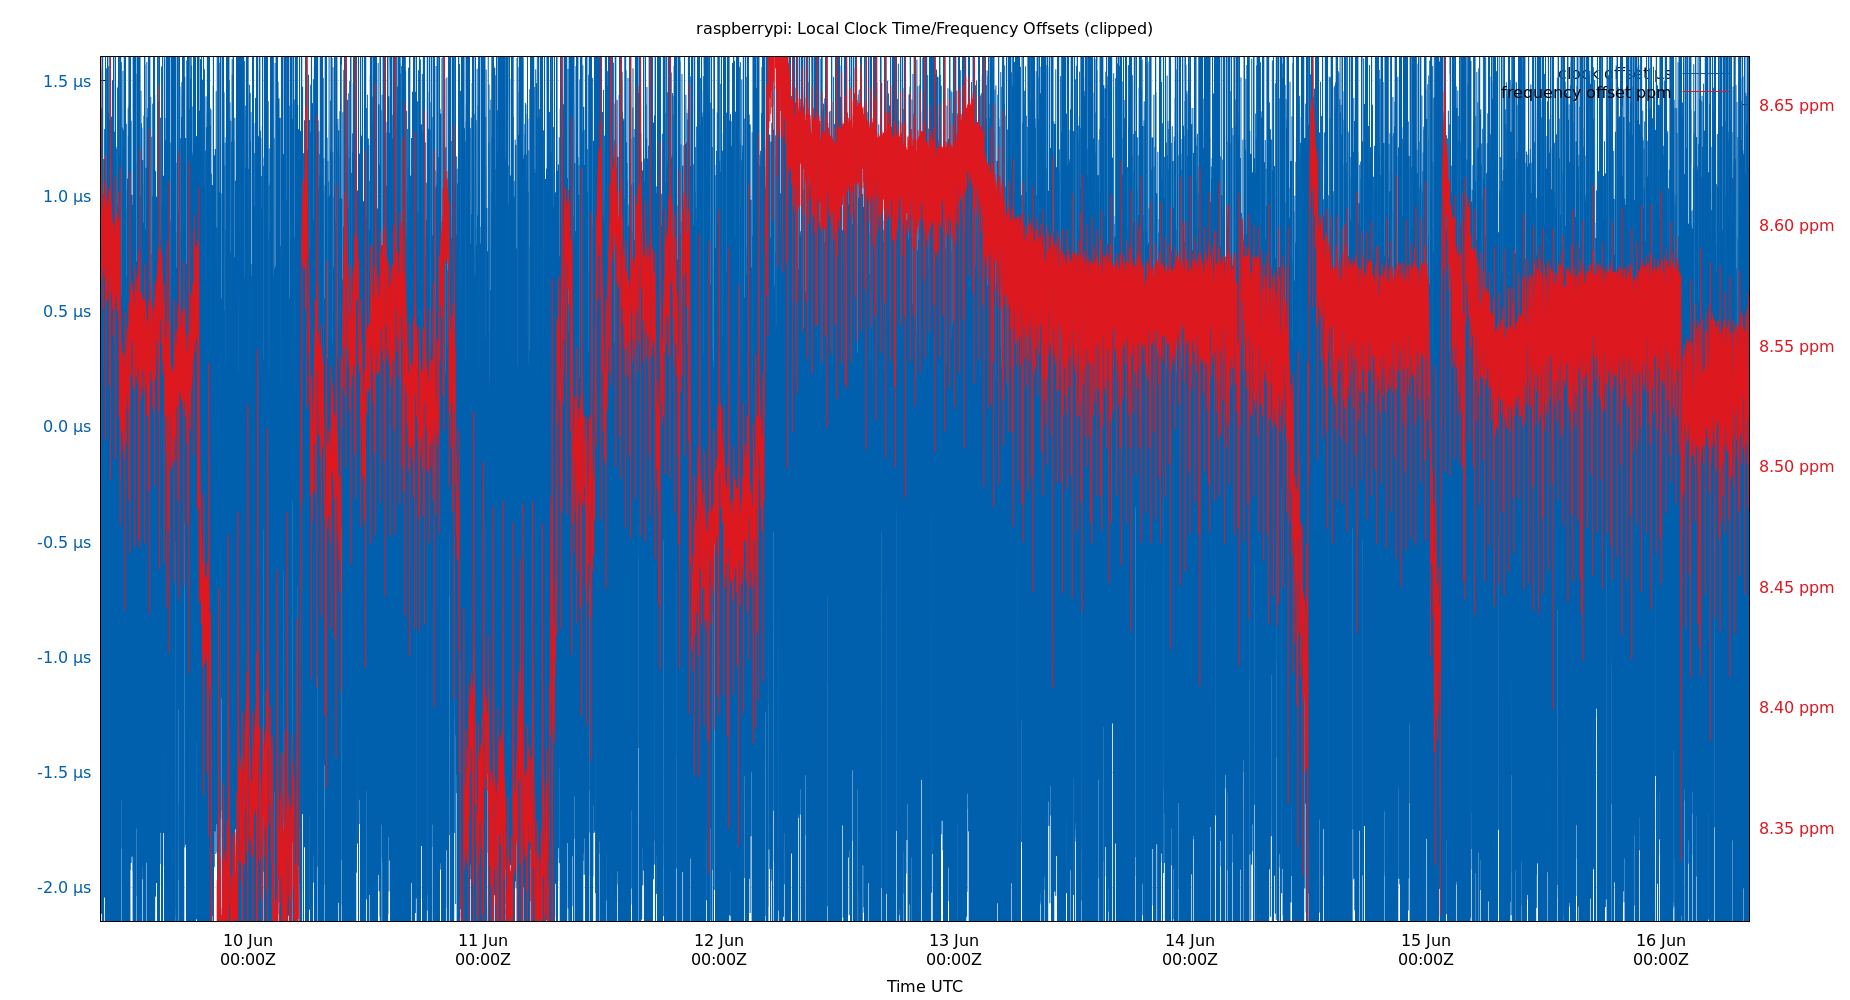 raspberrypi: Local Clock Time/Frequency Offsets (clipped)
clock offset µs
frequency offset ppm
1.5 µs
1.0 µs
0.5 µs
0.0 µs
-0.5 µs
-1.0 µs
-1.5 µs
-2.0 µs
8.65 ppm
8.60 ppm
8.55 ppm
8.50 ppm
8.45 ppm
8.40 ppm
8.35 ppm
10 Jun 11 Jun 12 Jun 13 Jun 14 Jun 15 Jun 16 Jun
00:00Z 00:00Z 00:00Z 00:00Z 00:00Z 00:00Z 00:00Z
Time UTC